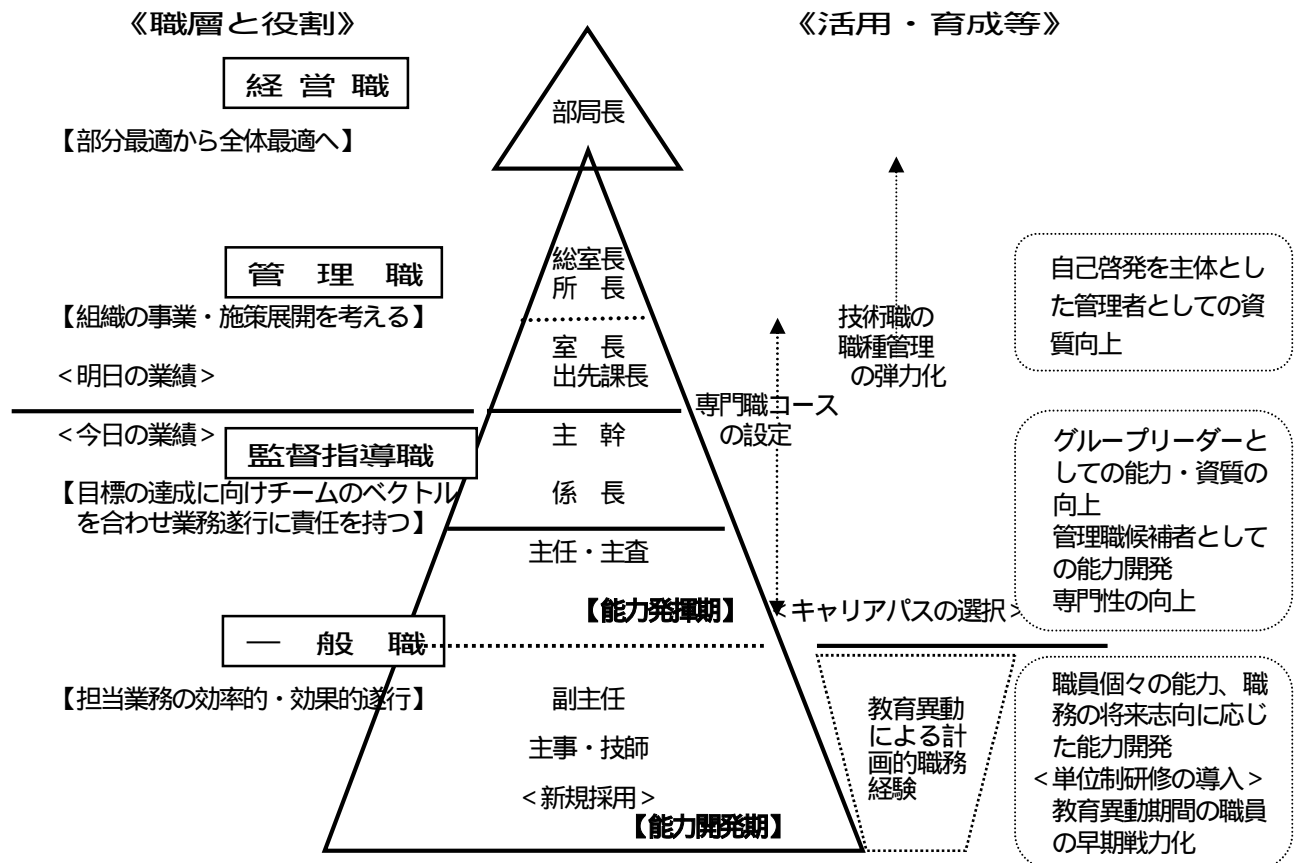 《職層と役割》
《活用・育成等》
経営職
部局長
【部分最適から全体最適へ】
管理職
総室長
所長
【組織の事業・施策展開を考える】
室長
出先課長
<明日の業績>
技術職の
職種管理
の弾力化
自己啓発を主体とし
た管理者としての資
質向上
専門職コース
の設定
<今日の業績>
監督指導職
主幹
係長
【目標の達成に向けチームのベクトル
を合わせ業務遂行に責任を持つ】
グループリーダーと
しての能力・資質の
向上
管理職候補者として
の能力開発
専門性の向上
主任・主査
【能力発揮期】
<キャリアパスの選択>
一般職
【担当業務の効率的・効果的遂行】
副主任
主事・技師
<新規採用>
【能力開発期】
教育異動
による計
画的職務
経験
職員個々の能力、職
務の将来志向に応じ
た能力開発
<単位制研修の導入>
教育異動期間の職員
の早期戦力化